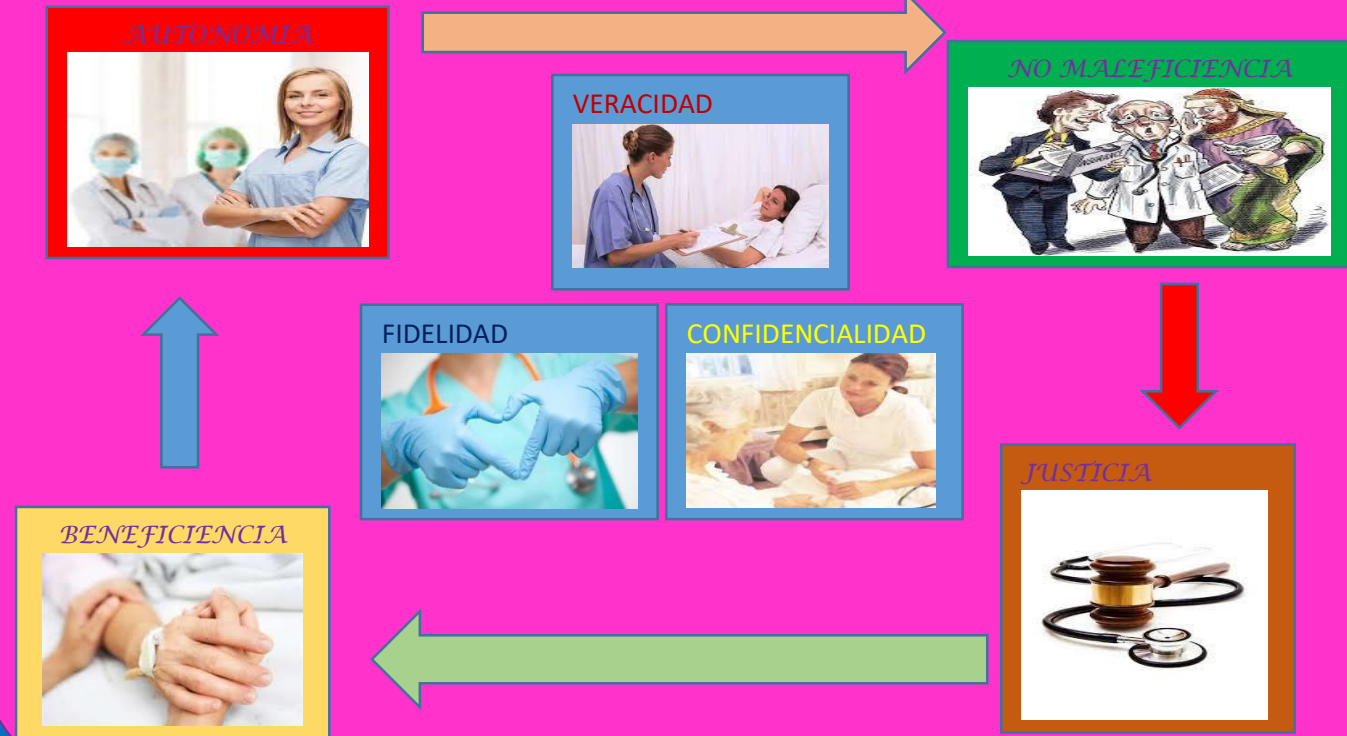 AUTONOMIA
NO MALEFICIENCIA
VERACIDAD
FIDELIDAD
CONFIDENCIALIDAD
JUSTICIA
BENEFICIENCIA